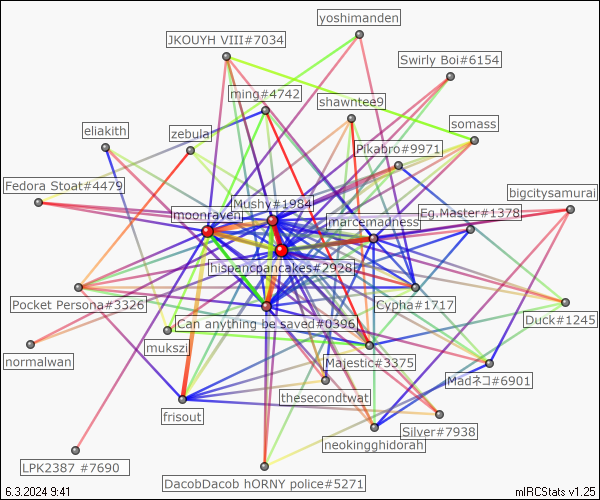 yoshimanden
JKOUYH VIII#7034
Swirly Boi#6154
ming#4742
shawntee9
somass
eliakith
zebula
Pikabro#9971
Fedora Stoat#4479
bigcitysamurai
Mushy#1984
moonraven
marcemadness
Eg.Master#1378
hispancpancakes#2928
Pocket Persona#3326
Cypha#1717
Duck#1245
Can anything be saved#0396
mukszi
normalwan
Majestic#3375
Madネコ#6901
thesecondtwat
frisout
Silver#7938
neokingghidorah
LPK2387 #7690
DacobDacob hORNY police#5271
6.3.2024 9:41
mIRCStats v1.25